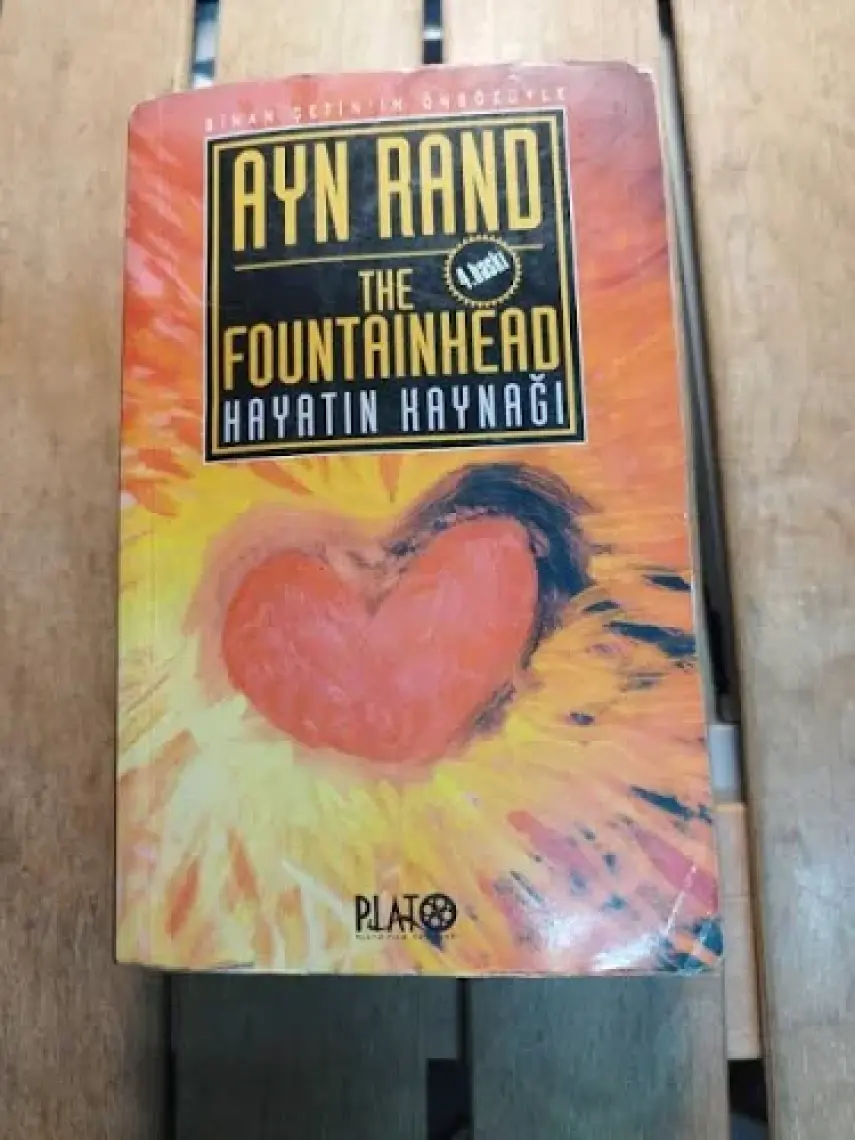 SİNAN ÇETİN'İN ÖNSÖZÜYLE
AYN RAND
4.baskı
THE
FOUNTAINHEAD
HAYATIN KAYNAĞI
PLATO